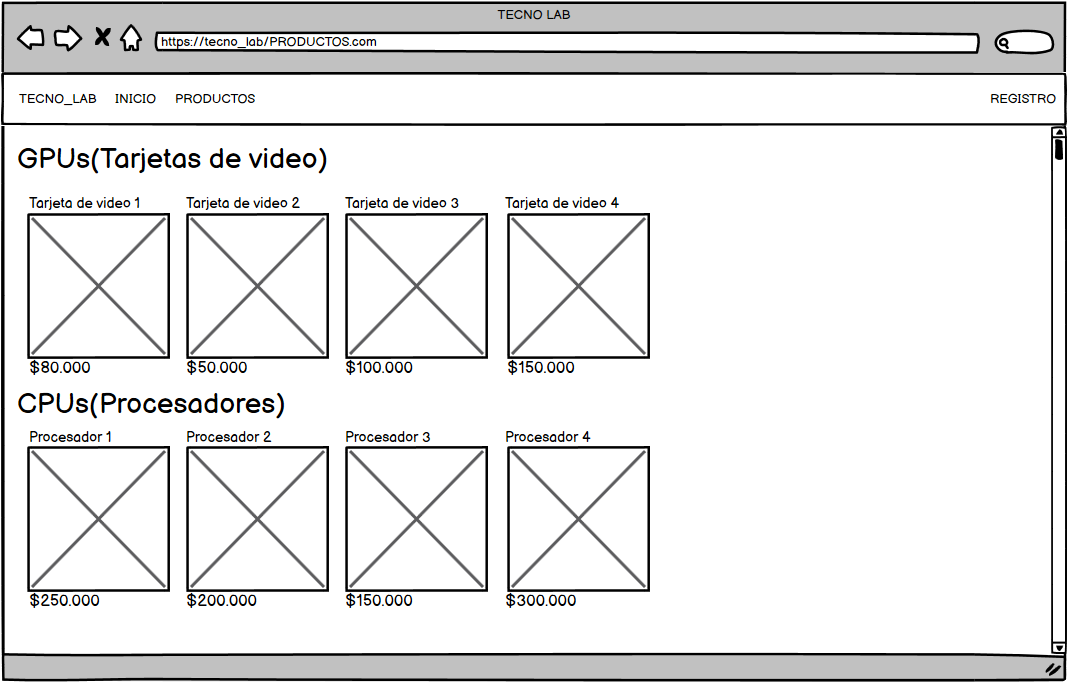 TECNO LAB
https://tecno_lab/PRODUCTOS.com
TECNO_LAB INICIO PRODUCTOS REGISTRO
GPUs(Tarjetas de video)
Tarjeta de video 1 Tarjeta de video 2 Tarjeta de video 3 Tarjeta de video 4
$80.000 $50.000 $100.000 $150.000
CPUs(Procesadores)
Procesador 1 Procesador 2 Procesador 3 Procesador 4
$250.000 $200.000 $150.000 $300.000